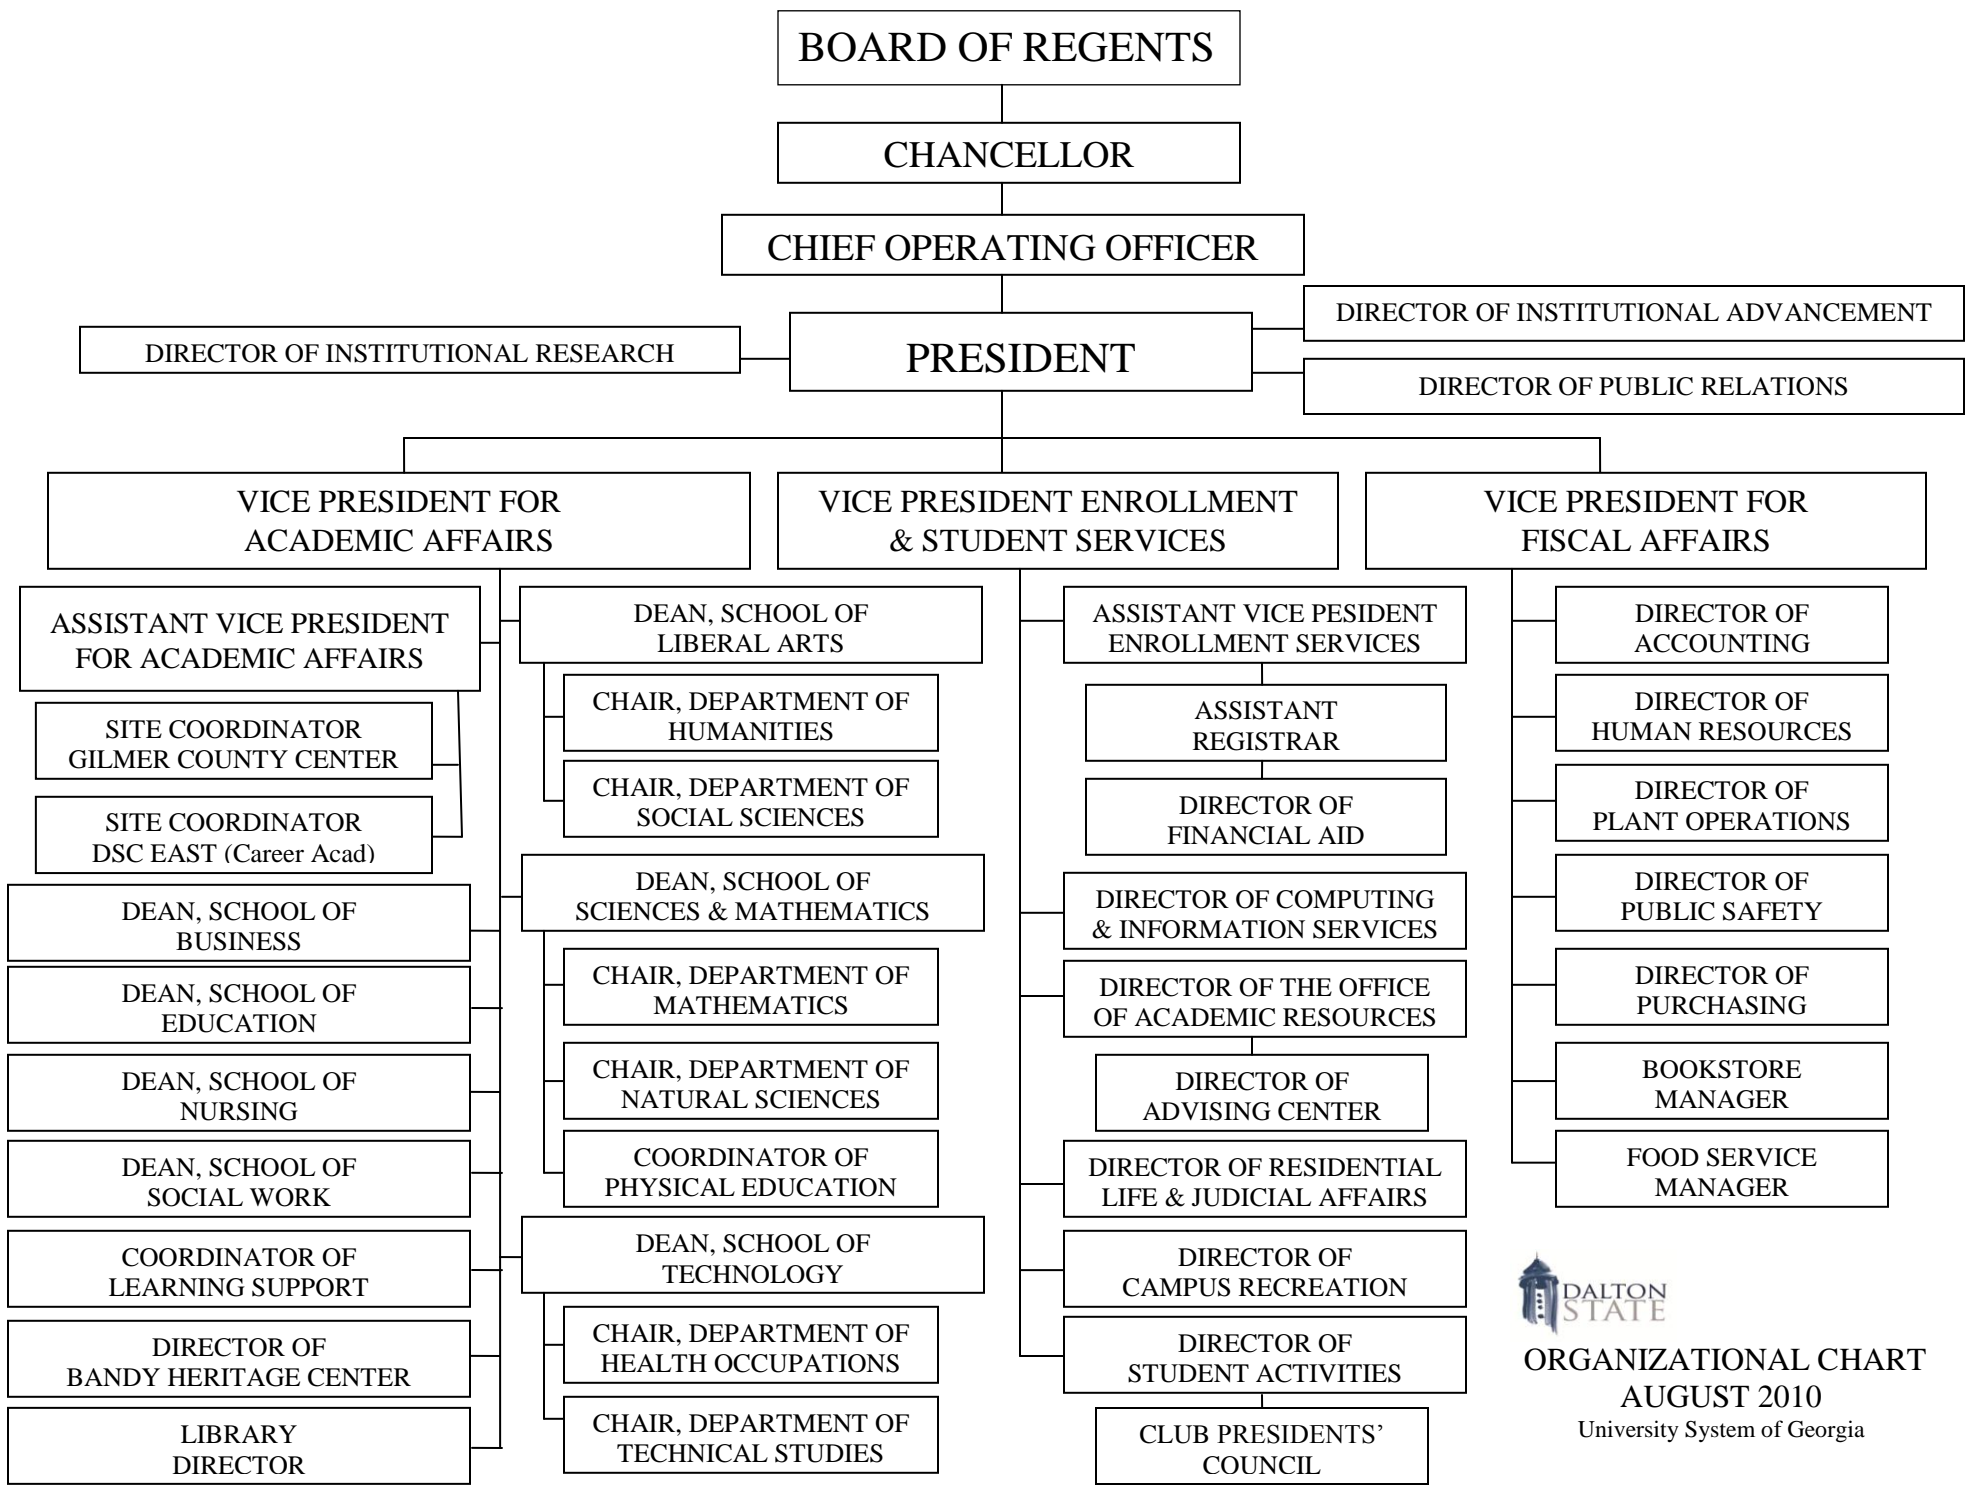 BOARD OF REGENTS
CHANCELLOR
CHIEF OPERATING OFFICER
DIRECTOR OF INSTITUTIONAL RESEARCH
PRESIDENT
DIRECTOR OF INSTITUTIONAL ADVANCEMENT
DIRECTOR OF PUBLIC RELATIONS
VICE PRESIDENT FOR
ACADEMIC AFFAIRS
ASSISTANT VICE PRESIDENT
FOR ACADEMIC AFFAIRS
SITE COORDINATOR
GILMER COUNTY CENTER
SITE COORDINATOR
DSC EAST (Career Acad)
DEAN, SCHOOL OF
BUSINESS
DEAN, SCHOOL OF
EDUCATION
DEAN, SCHOOL OF
NURSING
DEAN, SCHOOL OF
SOCIAL WORK
COORDINATOR OF
LEARNING SUPPORT
DIRECTOR OF
BANDY HERITAGE CENTER
LIBRARY
DIRECTOR
DEAN, SCHOOL OF
LIBERAL ARTS
CHAIR, DEPARTMENT OF
HUMANITIES
CHAIR, DEPARTMENT OF
SOCIAL SCIENCES
DEAN, SCHOOL OF
SCIENCES & MATHEMATICS
CHAIR, DEPARTMENT OF
MATHEMATICS
CHAIR, DEPARTMENT OF
NATURAL SCIENCES
COORDINATOR OF
PHYSICAL EDUCATION
DEAN, SCHOOL OF
TECHNOLOGY
CHAIR, DEPARTMENT OF
HEALTH OCCUPATIONS
CHAIR, DEPARTMENT OF
TECHNICAL STUDIES
VICE PRESIDENT ENROLLMENT
& STUDENT SERVICES
ASSISTANT VICE PESIDENT
ENROLLMENT SERVICES
ASSISTANT
REGISTRAR
DIRECTOR OF
FINANCIAL AID
DIRECTOR OF COMPUTING
& INFORMATION SERVICES
DIRECTOR OF THE OFFICE
OF ACADEMIC RESOURCES
DIRECTOR OF
ADVISING CENTER
DIRECTOR OF RESIDENTIAL
LIFE & JUDICIAL AFFAIRS
DIRECTOR OF
CAMPUS RECREATION
DIRECTOR OF
STUDENT ACTIVITIES
CLUB PRESIDENTS’
COUNCIL
VICE PRESIDENT FOR
FISCAL AFFAIRS
DIRECTOR OF
ACCOUNTING
DIRECTOR OF
HUMAN RESOURCES
DIRECTOR OF
PLANT OPERATIONS
DIRECTOR OF
PUBLIC SAFETY
DIRECTOR OF
PURCHASING
BOOKSTORE
MANAGER
FOOD SERVICE
MANAGER
DALTON
STATE
ORGANIZATIONAL CHART
AUGUST 2010
University System of Georgia